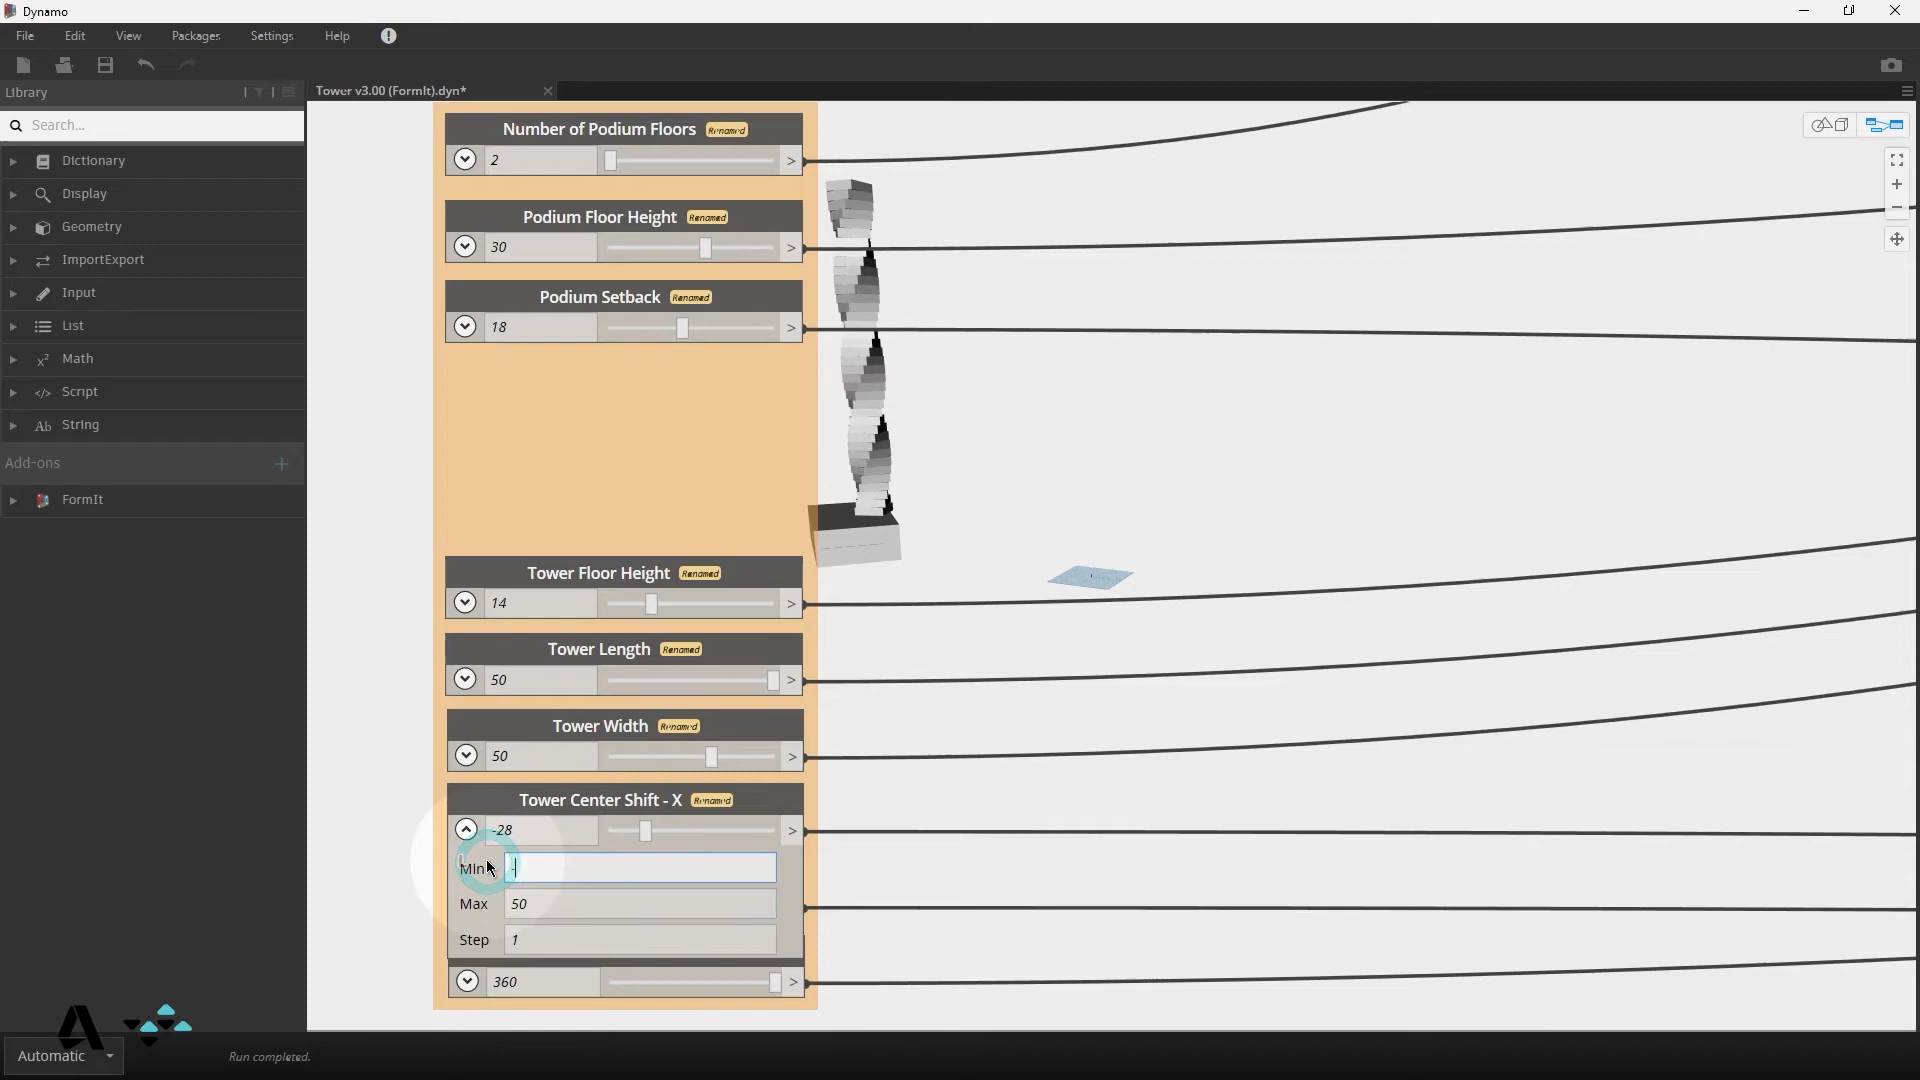 Dynamo
File Edit View Packages Settings Help
Library
Tower v3.00 (FormIt).dyn*
Search...
Dictionary
Display
Geometry
ImportExport
Input
List
Math
Script
Ab String
Add-ons
FormIt
Number of Podium Floors Renamed
2 >
Podium Floor Height Renamed
30 >
Podium Setback Renamed
18 >
Tower Floor Height Renamed
14 >
Tower Length Renamed
50 >
Tower Width Renamed
50 >
Tower Center Shift - X Renamed
-28 >
Min -
Max 50
Step 1
360 >
Automatic
Run completed.